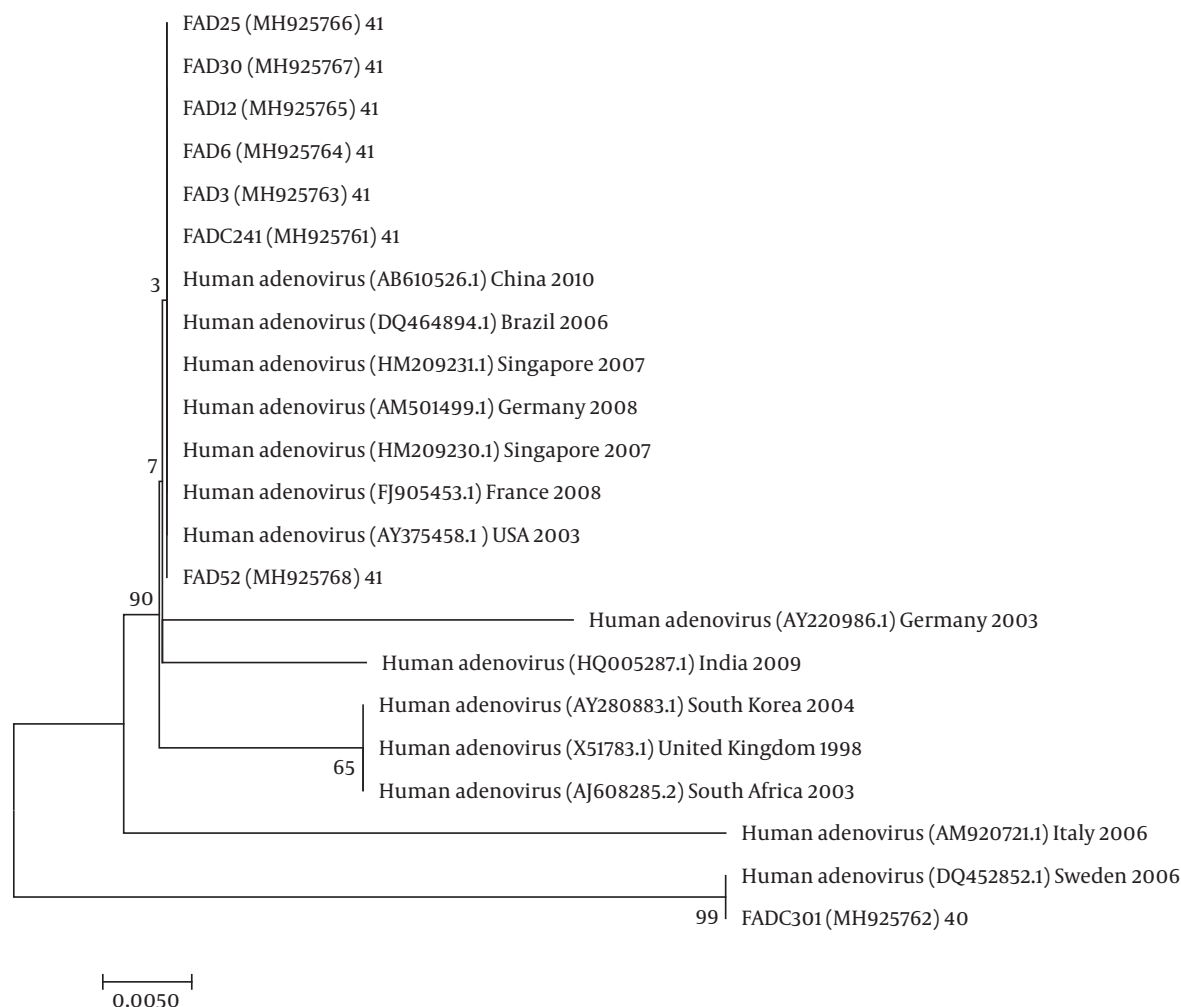 FAD25 (MH925766) 41
FAD30 (MH925767) 41
FAD12 (MH925765) 41
FAD6 (MH925764) 41
FAD3 (MH925763) 41
FADC241 (MH925761) 41
Human adenovirus (AB610526.1) China 2010
3
Human adenovirus (DQ464894.1) Brazil 2006
Human adenovirus (HM209231.1) Singapore 2007
Human adenovirus (AM501499.1) Germany 2008
Human adenovirus (HM209230.1) Singapore 2007
7
Human adenovirus (FJ905453.1) France 2008
Human adenovirus (AY375458.1 ) USA 2003
FAD52 (MH925768) 41
90
Human adenovirus (AY220986.1) Germany 2003
Human adenovirus (HQ005287.1) India 2009
Human adenovirus (AY280883.1) South Korea 2004
Human adenovirus (X51783.1) United Kingdom 1998
65
Human adenovirus (AJ608285.2) South Africa 2003
Human adenovirus (AM920721.1) Italy 2006
Human adenovirus (DQ452852.1) Sweden 2006
99
FADC301 (MH925762) 40
0.0050